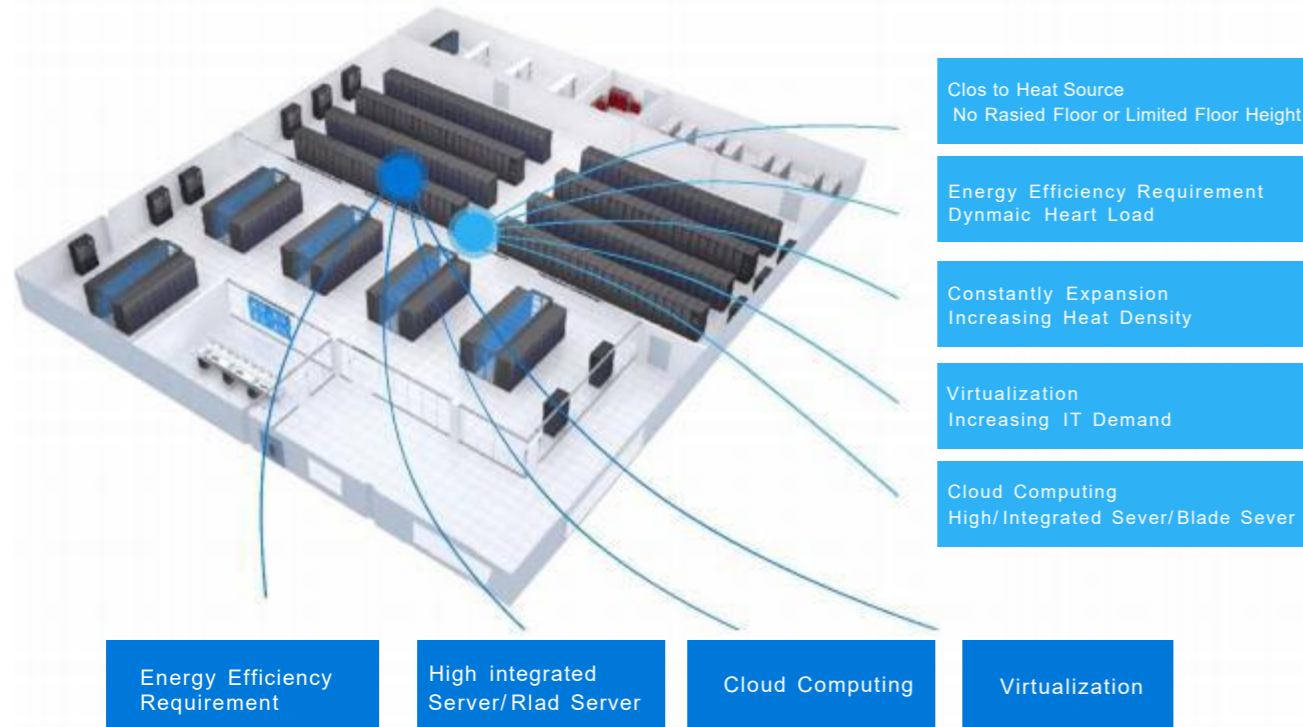 Clos to Heat Source
No Rasied Floor or Limited Floor Height
Energy Efficiency Requirement
Dynmaic Heart Load
Constantly Expansion
Increasing Heat Density
Virtualization
Increasing IT Demand
Cloud Computing
High/Integrated Sever/Blade Sever
Energy Efficiency
Requirement
High integrated
Server/Rlad Server
Cloud Computing
Virtualization